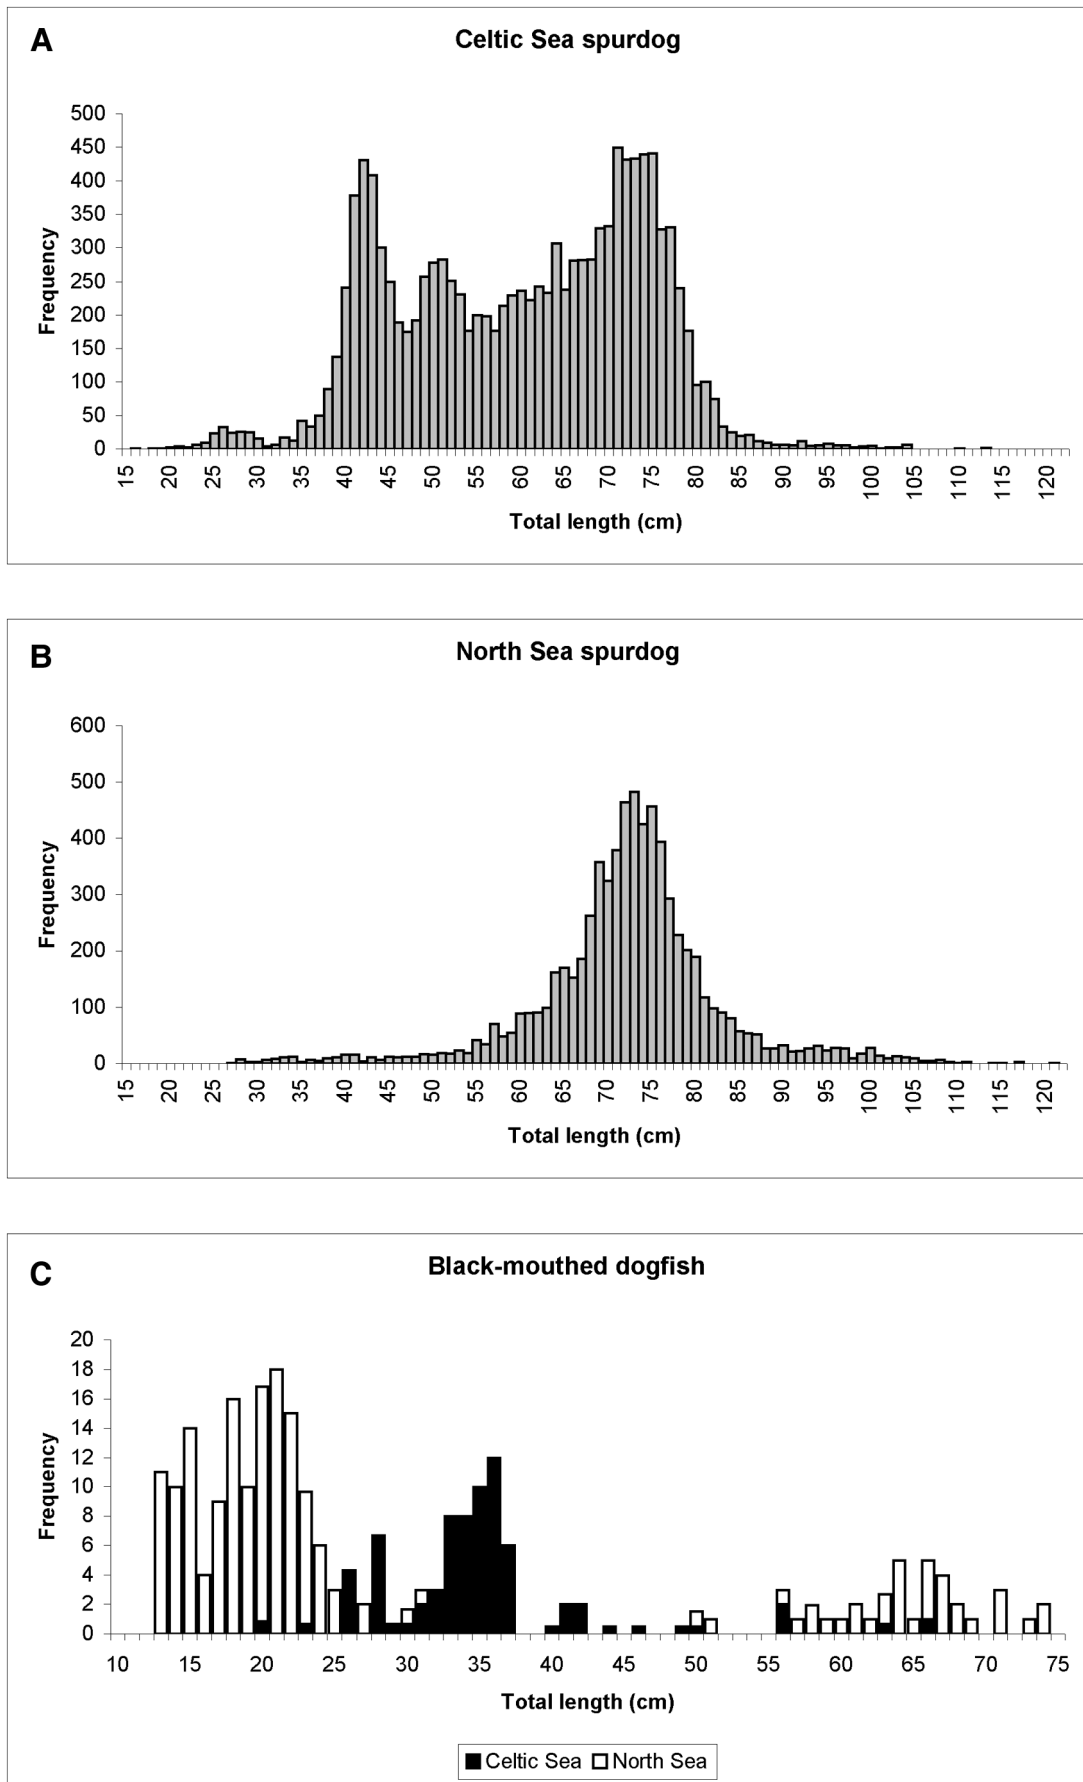 A
Celtic Sea spurdog
500
450
400
350
300
250
200
150
100
50
0
Frequency
15 20 25 30 35 40 45 50 55 60 65 70 75 80 85 90 95 100 105 110 115 120
Total length (cm)
B
North Sea spurdog
600
500
400
300
200
100
0
Frequency
15 20 25 30 35 40 45 50 55 60 65 70 75 80 85 90 95 100 105 110 115 120
Total length (cm)
C
Black-mouthed dogfish
20
18
16
14
12
10
8
6
4
2
0
Frequency
10 15 20 25 30 35 40 45 50 55 60 65 70 75
Total length (cm)
Celtic Sea North Sea